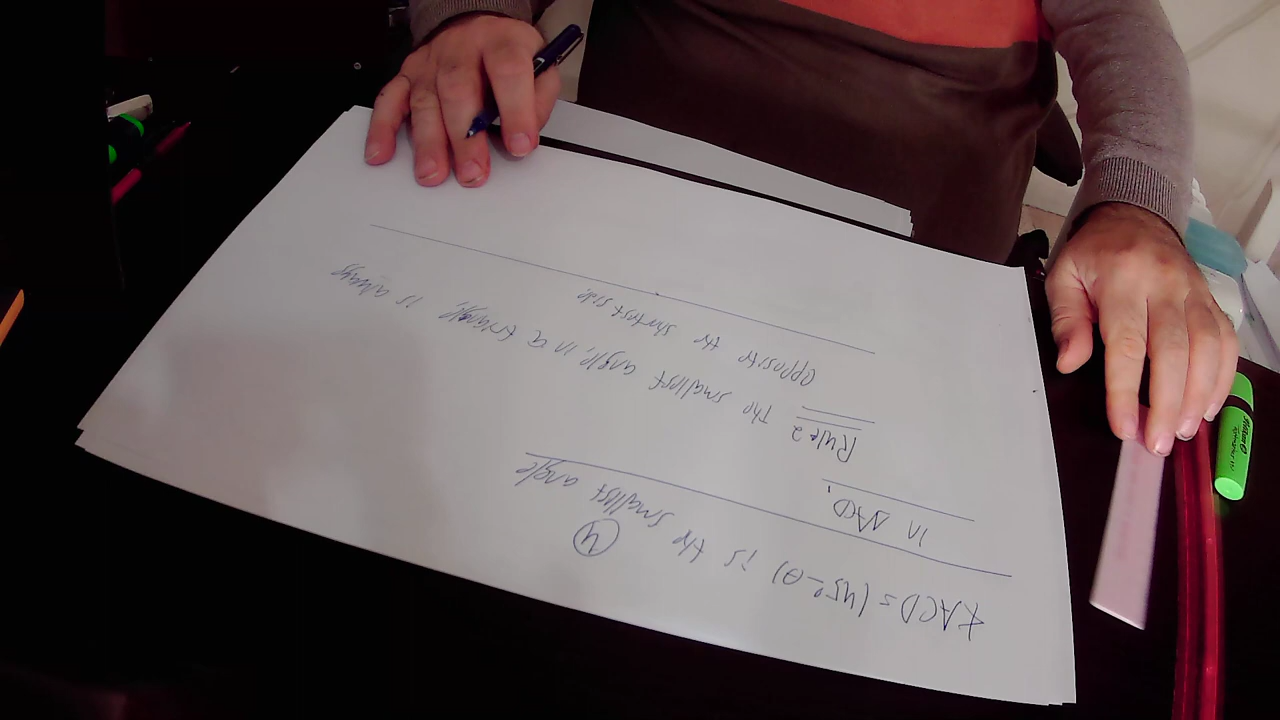 ∡ACD = (45° - θ) is the smallest angle
④
in ΔACD,
Rule 2 The smallest angle, in a triangle, is always
opposite the shortest side